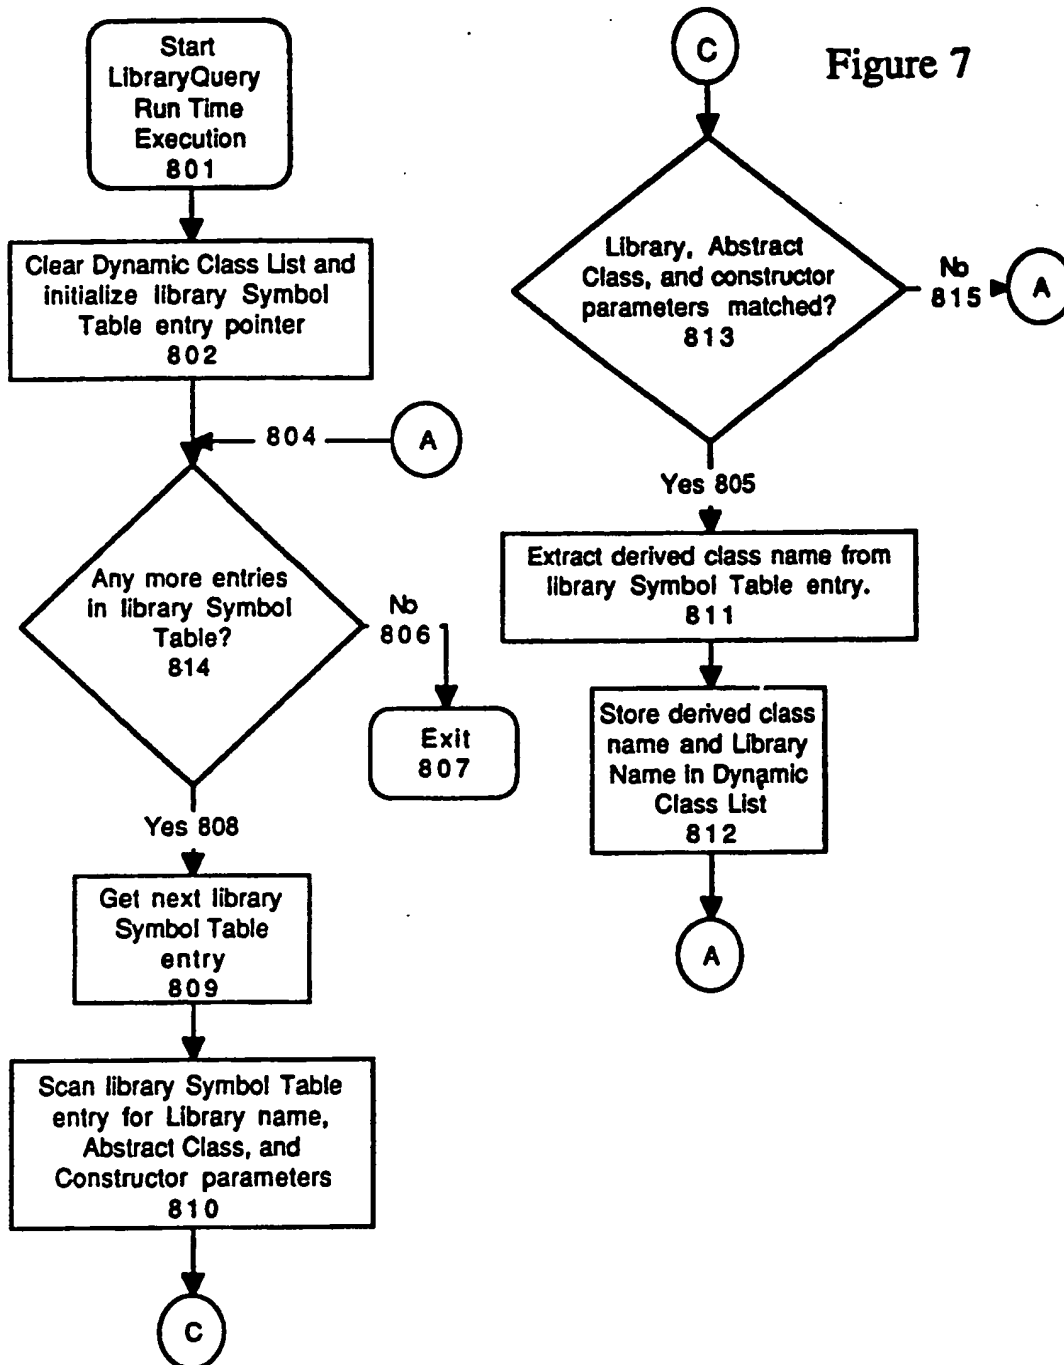 Figure 7
Start
LibraryQuery
Run Time
Execution
801
Clear Dynamic Class List and
initialize library Symbol
Table entry pointer
802
804
A
Any more entries
in library Symbol
Table?
814
No
806
Exit
807
Yes 808
Get next library
Symbol Table
entry
809
Scan library Symbol Table
entry for Library name,
Abstract Class, and
Constructor parameters
810
C
C
Library, Abstract
Class, and constructor
parameters matched?
813
No
815
A
Yes 805
Extract derived class name from
library Symbol Table entry.
811
Store derived class
name and Library
Name in Dynamic
Class List
812
A